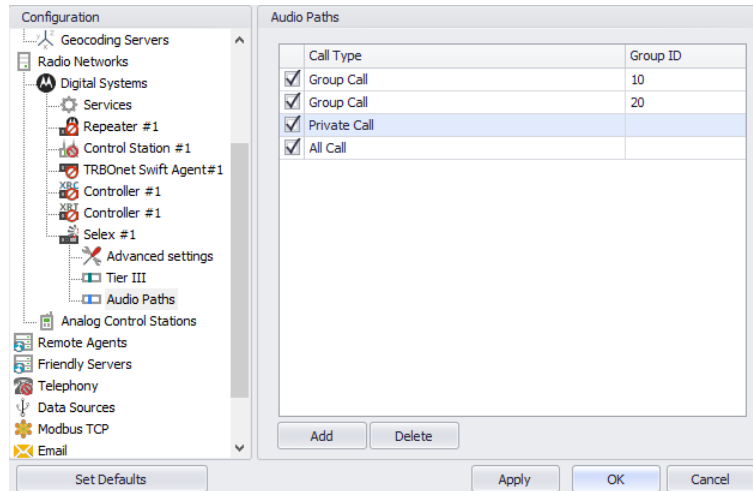 Configuration
Geocoding Servers
Radio Networks
Digital Systems
Services
Repeater #1
Control Station #1
TRBOnet Swift Agent#1
XRC Controller #1
XRT Controller #1
Selex #1
Advanced settings
Tier III
Audio Paths
Analog Control Stations
Remote Agents
Friendly Servers
Telephony
Data Sources
Modbus TCP
Email
Set Defaults
Audio Paths
Call Type Group ID
Group Call 10
Group Call 20
Private Call
All Call
Add Delete
Apply OK Cancel